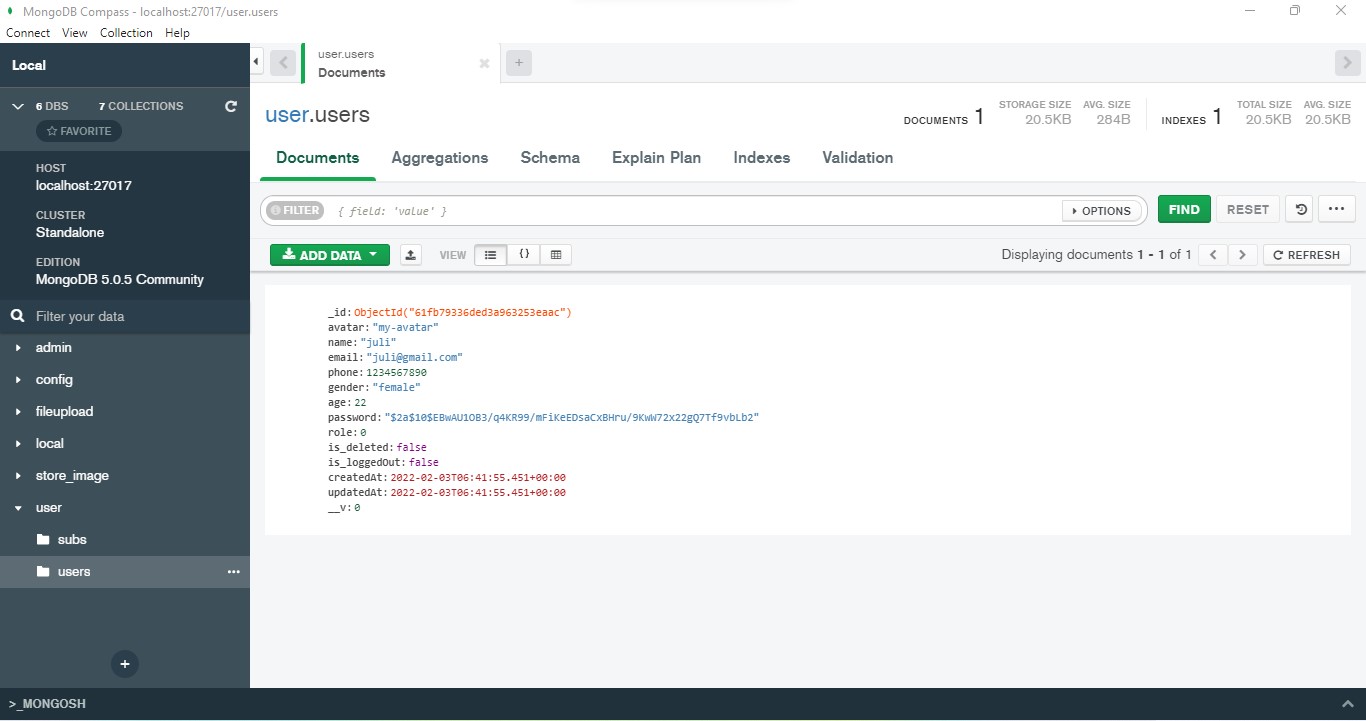 MongoDB Compass - localhost:27017/user.users
Connect View Collection Help
Local
6 DBS 7 COLLECTIONS
FAVORITE
HOST
localhost:27017
CLUSTER
Standalone
EDITION
MongoDB 5.0.5 Community
Filter your data
admin
config
fileupload
local
store_image
user
subs
users
user.users
Documents
user.users
DOCUMENTS 1
STORAGE SIZE
20.5KB
AVG. SIZE
284B
INDEXES 1
TOTAL SIZE
20.5KB
AVG. SIZE
20.5KB
Documents Aggregations Schema Explain Plan Indexes Validation
FILTER { field: 'value' } OPTIONS FIND RESET
ADD DATA VIEW {} Displaying documents 1 - 1 of 1 REFRESH
_id: ObjectId("61fb79336ded3a963253eaac")
avatar: "my-avatar"
name: "juli"
email: "juli@gmail.com"
phone: 1234567890
gender: "female"
age: 22
password: "$2a$10$EBwAU1OB3/q4KR99/mFiKeEDsaCxBHru/9KwW72x22gQ7Tf9vbLb2"
role: 0
is_deleted: false
is_loggedOut: false
createdAt: 2022-02-03T06:41:55.451+00:00
updatedAt: 2022-02-03T06:41:55.451+00:00
__v: 0
>_MONGOSH